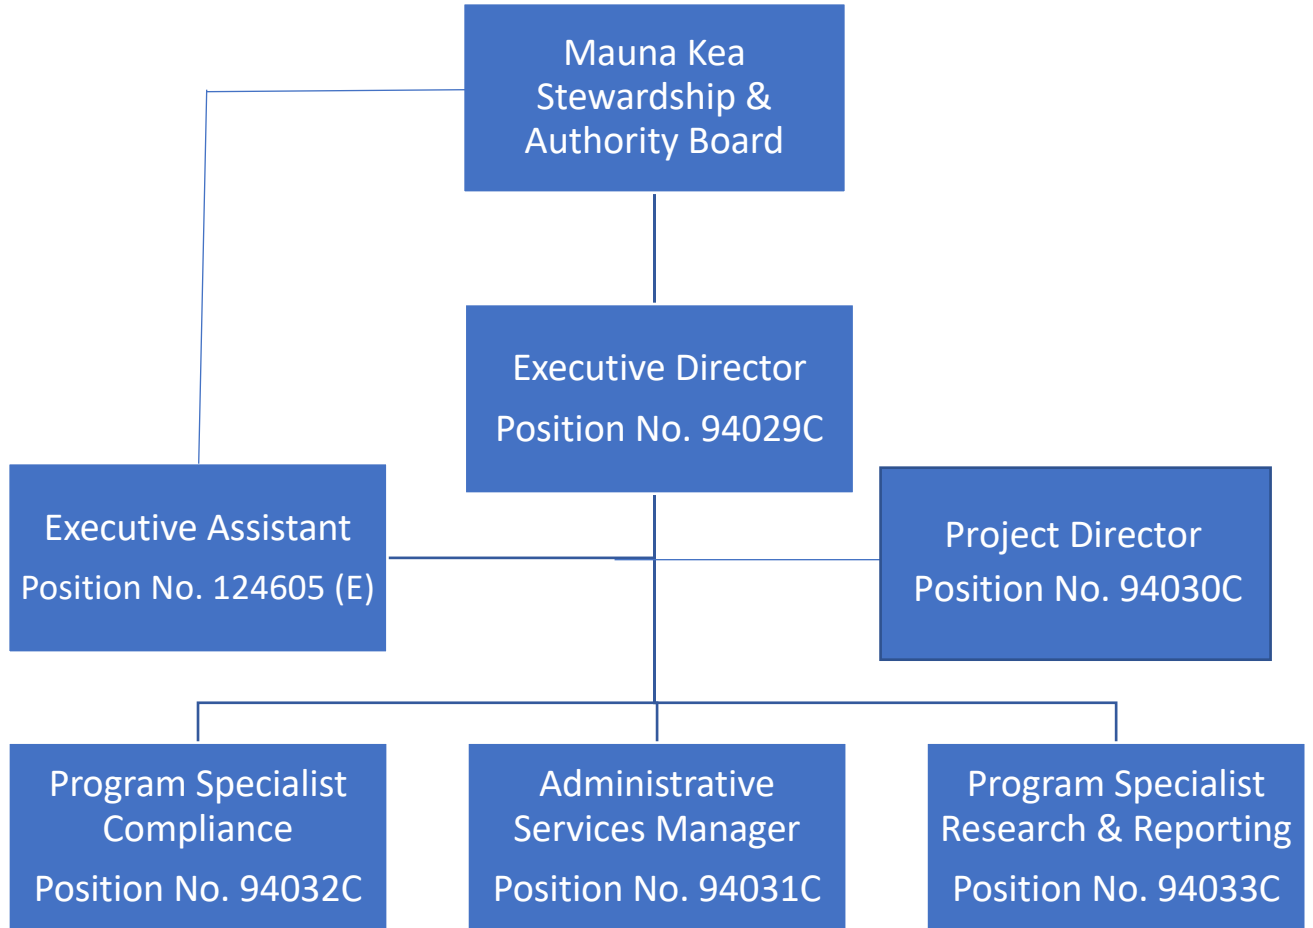 Mauna Kea
Stewardship &
Authority Board
Executive Director
Position No. 94029C
Executive Assistant
Position No. 124605 (E)
Project Director
Position No. 94030C
Program Specialist
Compliance
Position No. 94032C
Administrative
Services Manager
Position No. 94031C
Program Specialist
Research & Reporting
Position No. 94033C